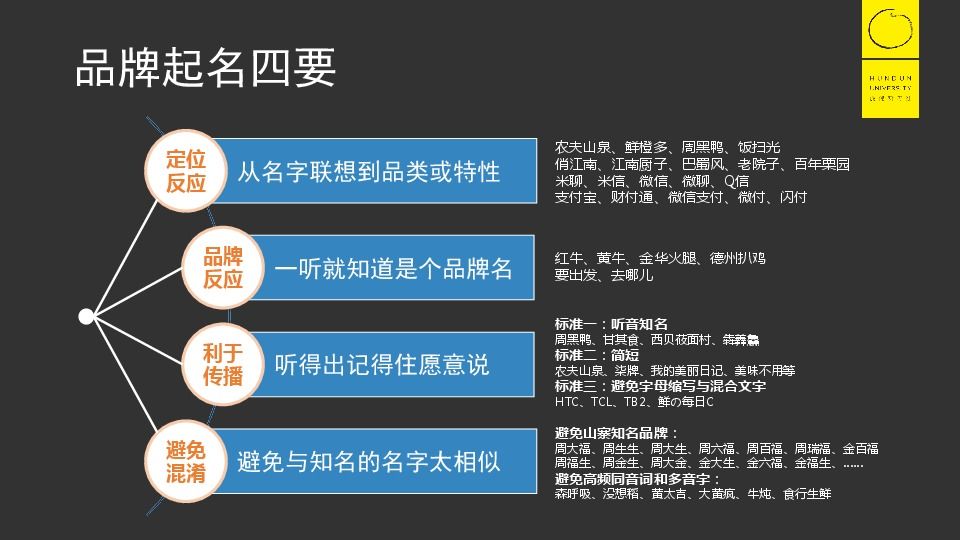 品牌起名四要
HUNDUN
UNIVERSITY
定位
反应
从名字联想到品类或特性
农夫山泉、鲜橙多、周黑鸭、饭扫光
俏江南、江南厨子、巴蜀风、老院子、百年栗园
米聊、米信、微信、微聊、Q信
支付宝、财付通、微信支付、微付、闪付
品牌
反应
一听就知道是个品牌名
红牛、黄牛、金华火腿、德州扒鸡
要出发、去哪儿
利于
传播
听得出记得住愿意说
标准一：听音知名
周黑鸭、甘其食、西贝莜面村、犇羴鱻
标准二：简短
农夫山泉、柒牌、我的美丽日记、美味不用等
标准三：避免字母缩写与混合文字
HTC、TCL、TB2、鮮の每日C
避免
混淆
避免与知名的名字太相似
避免山寨知名品牌：
周大福、周生生、周大生、周六福、周百福、周瑞福、金百福
周福生、周金生、周大金、金大生、金六福、金福生、……
避免高频同音词和多音字：
森呼吸、没想稻、黄太吉、大黄疯、牛炖、食行生鲜